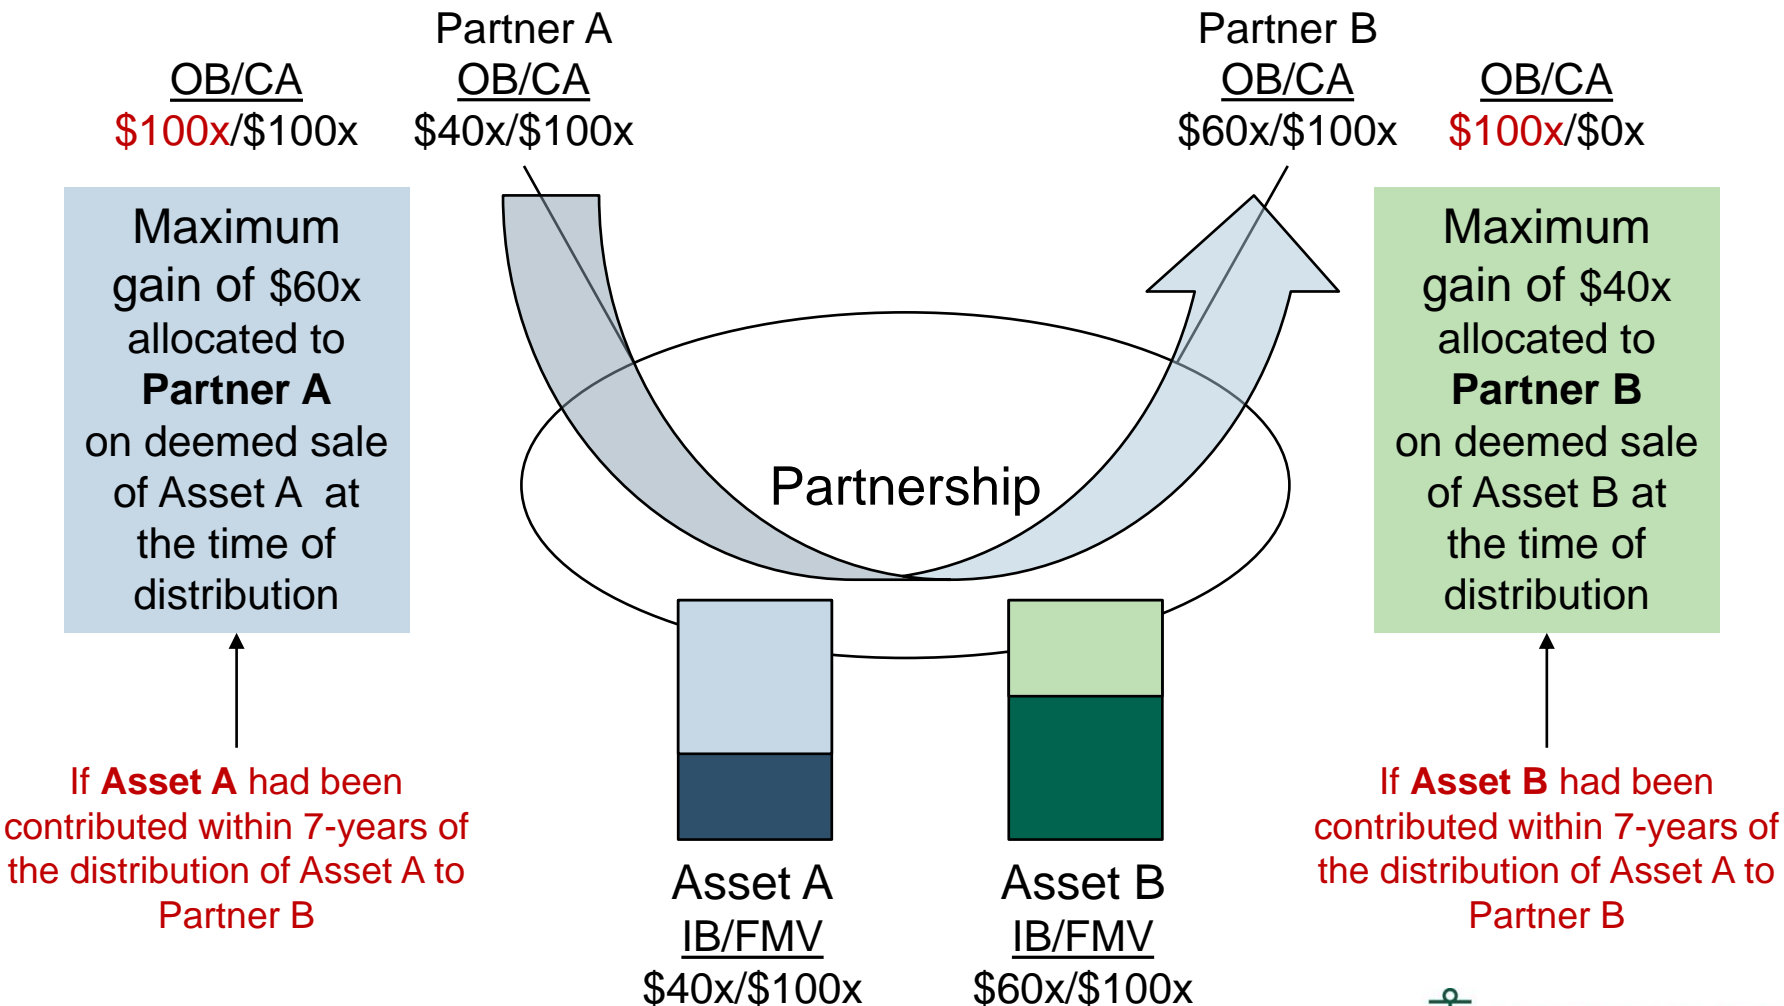 Partner A
OB/CA
$40x/$100x
OB/CA
$100x/$100x
Partner B
OB/CA
$60x/$100x
OB/CA
$100x/$0x
Maximum
gain of $60x
allocated to
Partner A
on deemed sale
of Asset A at
the time of
distribution
If Asset A had been
contributed within 7-years of
the distribution of Asset A to
Partner B
Partnership
Maximum
gain of $40x
allocated to
Partner B
on deemed sale
of Asset B at
the time of
distribution
If Asset B had been
contributed within 7-years of
the distribution of Asset A to
Partner B
Asset A
IB/FMV
$40x/$100x
Asset B
IB/FMV
$60x/$100x